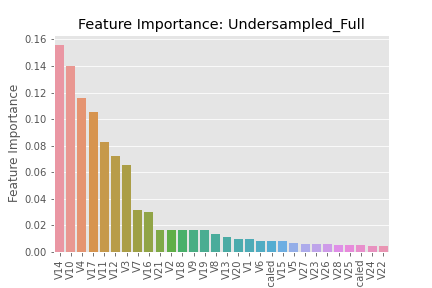 Feature Importance: Undersampled_Full
0.16
0.14
0.12
0.10
0.08
0.06
0.04
0.02
0.00
Feature Importance
V14
V10
V4
V17
V11
V12
V3
V7
V16
V21
V2
V18
V9
V19
V8
V13
V20
V1
V6
caled
V15
V5
V27
V23
V26
V28
V25
caled
V24
V22